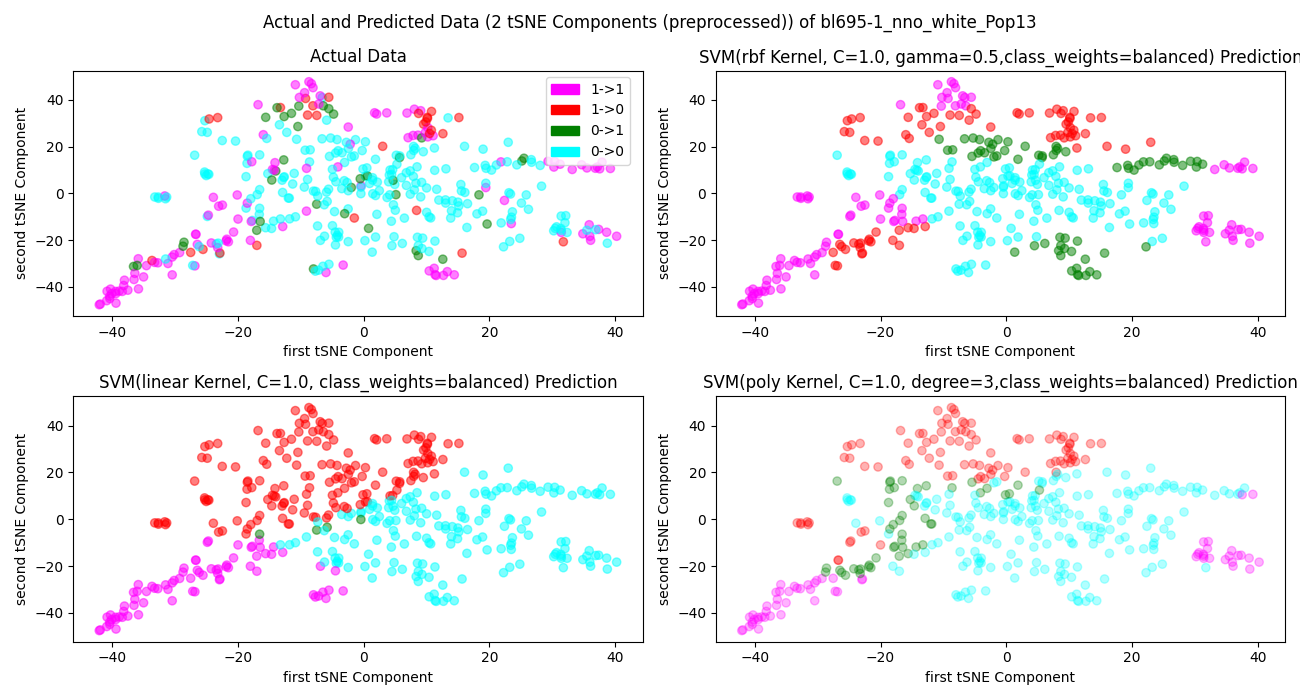 Actual and Predicted Data (2 tSNE Components (preprocessed)) of bl695-1_nno_white_Pop13
Actual Data
second tSNE Component
40
20
0
−20
−40
1->1
1->0
0->1
0->0
−40 −20 0 20 40
first tSNE Component
SVM(rbf Kernel, C=1.0, gamma=0.5,class_weights=balanced) Prediction
second tSNE Component
40
20
0
−20
−40
−40 −20 0 20 40
first tSNE Component
SVM(linear Kernel, C=1.0, class_weights=balanced) Prediction
second tSNE Component
40
20
0
−20
−40
−40 −20 0 20 40
first tSNE Component
SVM(poly Kernel, C=1.0, degree=3,class_weights=balanced) Prediction
second tSNE Component
40
20
0
−20
−40
−40 −20 0 20 40
first tSNE Component